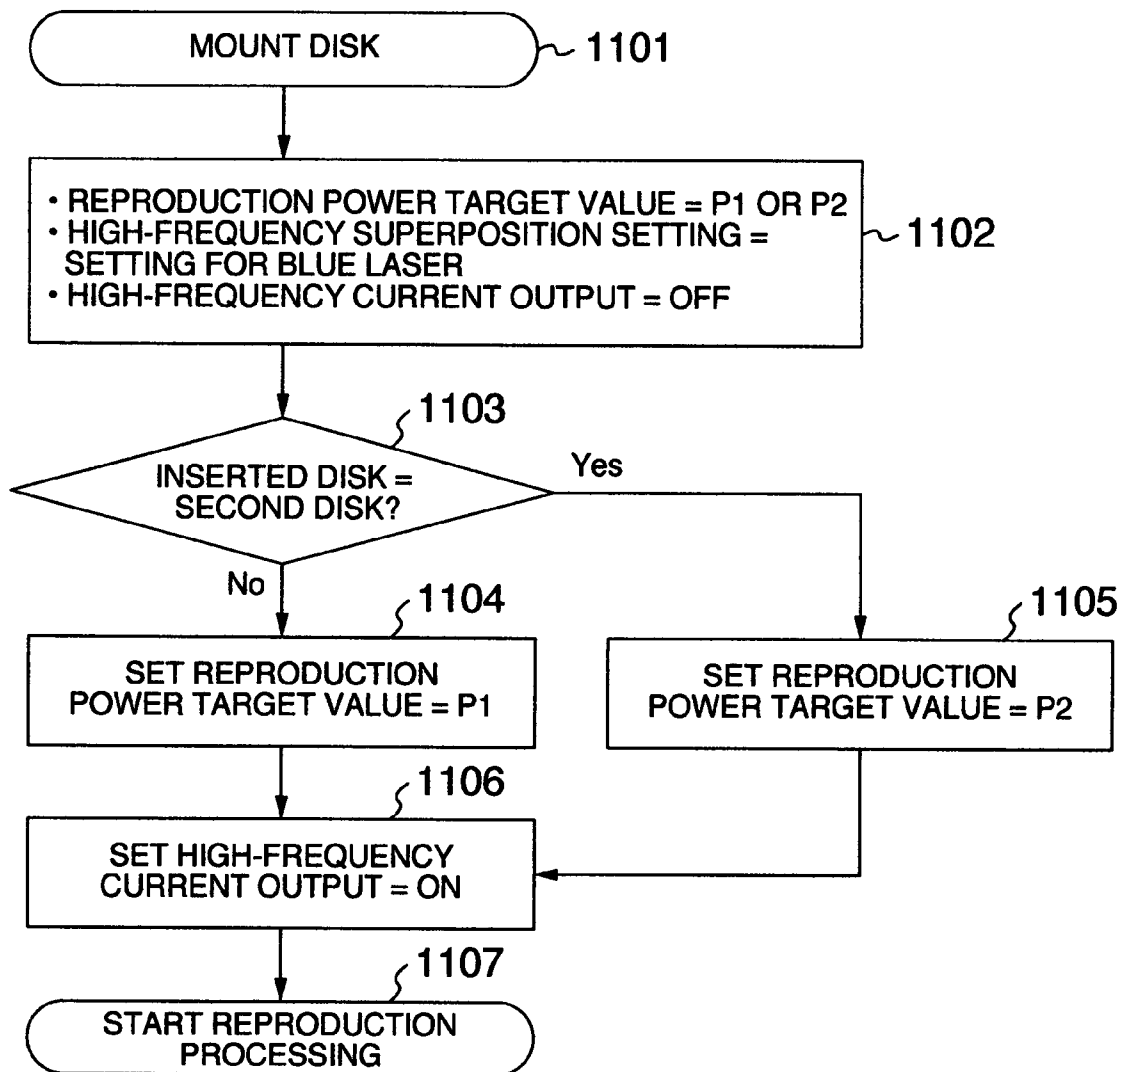 MOUNT DISK
1101
• REPRODUCTION POWER TARGET VALUE = P1 OR P2
• HIGH-FREQUENCY SUPERPOSITION SETTING =
SETTING FOR BLUE LASER
• HIGH-FREQUENCY CURRENT OUTPUT = OFF
1102
1103
INSERTED DISK =
SECOND DISK?
Yes
No
1104
SET REPRODUCTION
POWER TARGET VALUE = P1
1105
SET REPRODUCTION
POWER TARGET VALUE = P2
1106
SET HIGH-FREQUENCY
CURRENT OUTPUT = ON
1107
START REPRODUCTION
PROCESSING